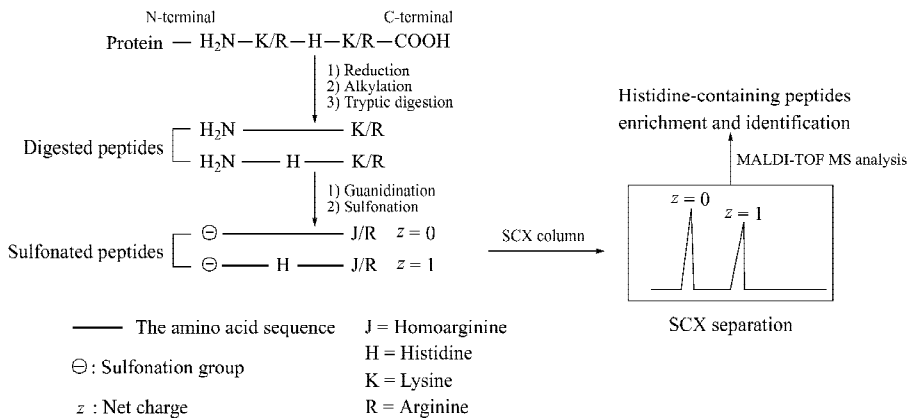 N-terminal C-terminal
Protein — H₂N—K/R—H—K/R—COOH
1) Reduction
2) Alkylation
3) Tryptic digestion
Digested peptides
H₂N K/R
H₂N — H — K/R
1) Guanidination
2) Sulfonation
Sulfonated peptides
⊖ J/R z = 0
⊖ — H — J/R z = 1
SCX column
Histidine-containing peptides
enrichment and identification
MALDI-TOF MS analysis
z = 0
z = 1
SCX separation
—— The amino acid sequence
⊖: Sulfonation group
z : Net charge
J = Homoarginine
H = Histidine
K = Lysine
R = Arginine